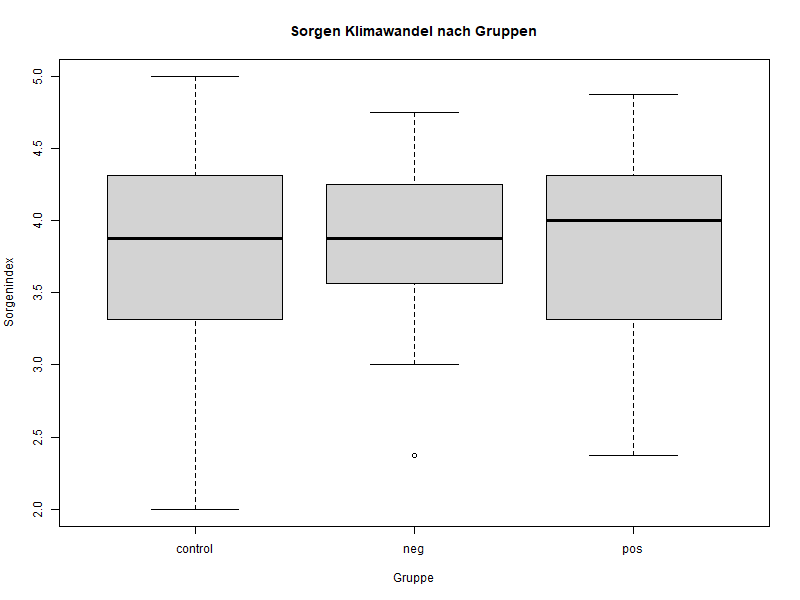 Sorgen Klimawandel nach Gruppen
Sorgenindex
5.0
4.5
4.0
3.5
3.0
2.5
2.0
control neg pos
Gruppe